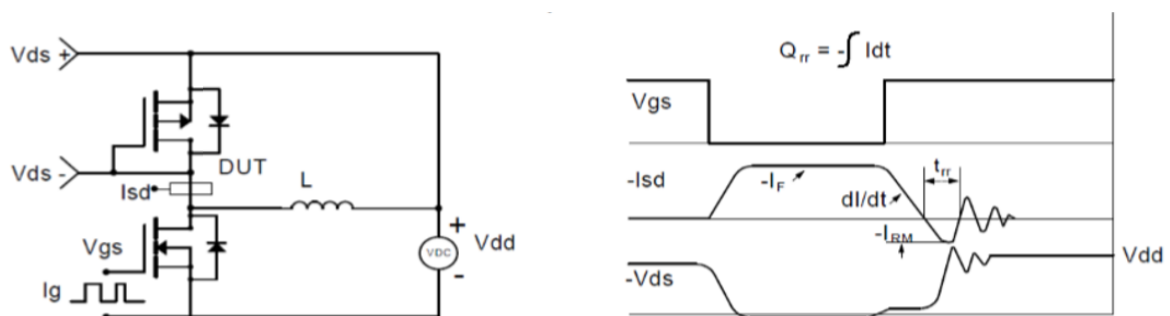 Vds +
Vds -
DUT
Isd
L
Vgs
Ig
+
VDC
-
Vdd
Qrr = -∫ Idt
Vgs
-Isd
-IF
dI/dt
trr
-IRM
-Vds
Vdd